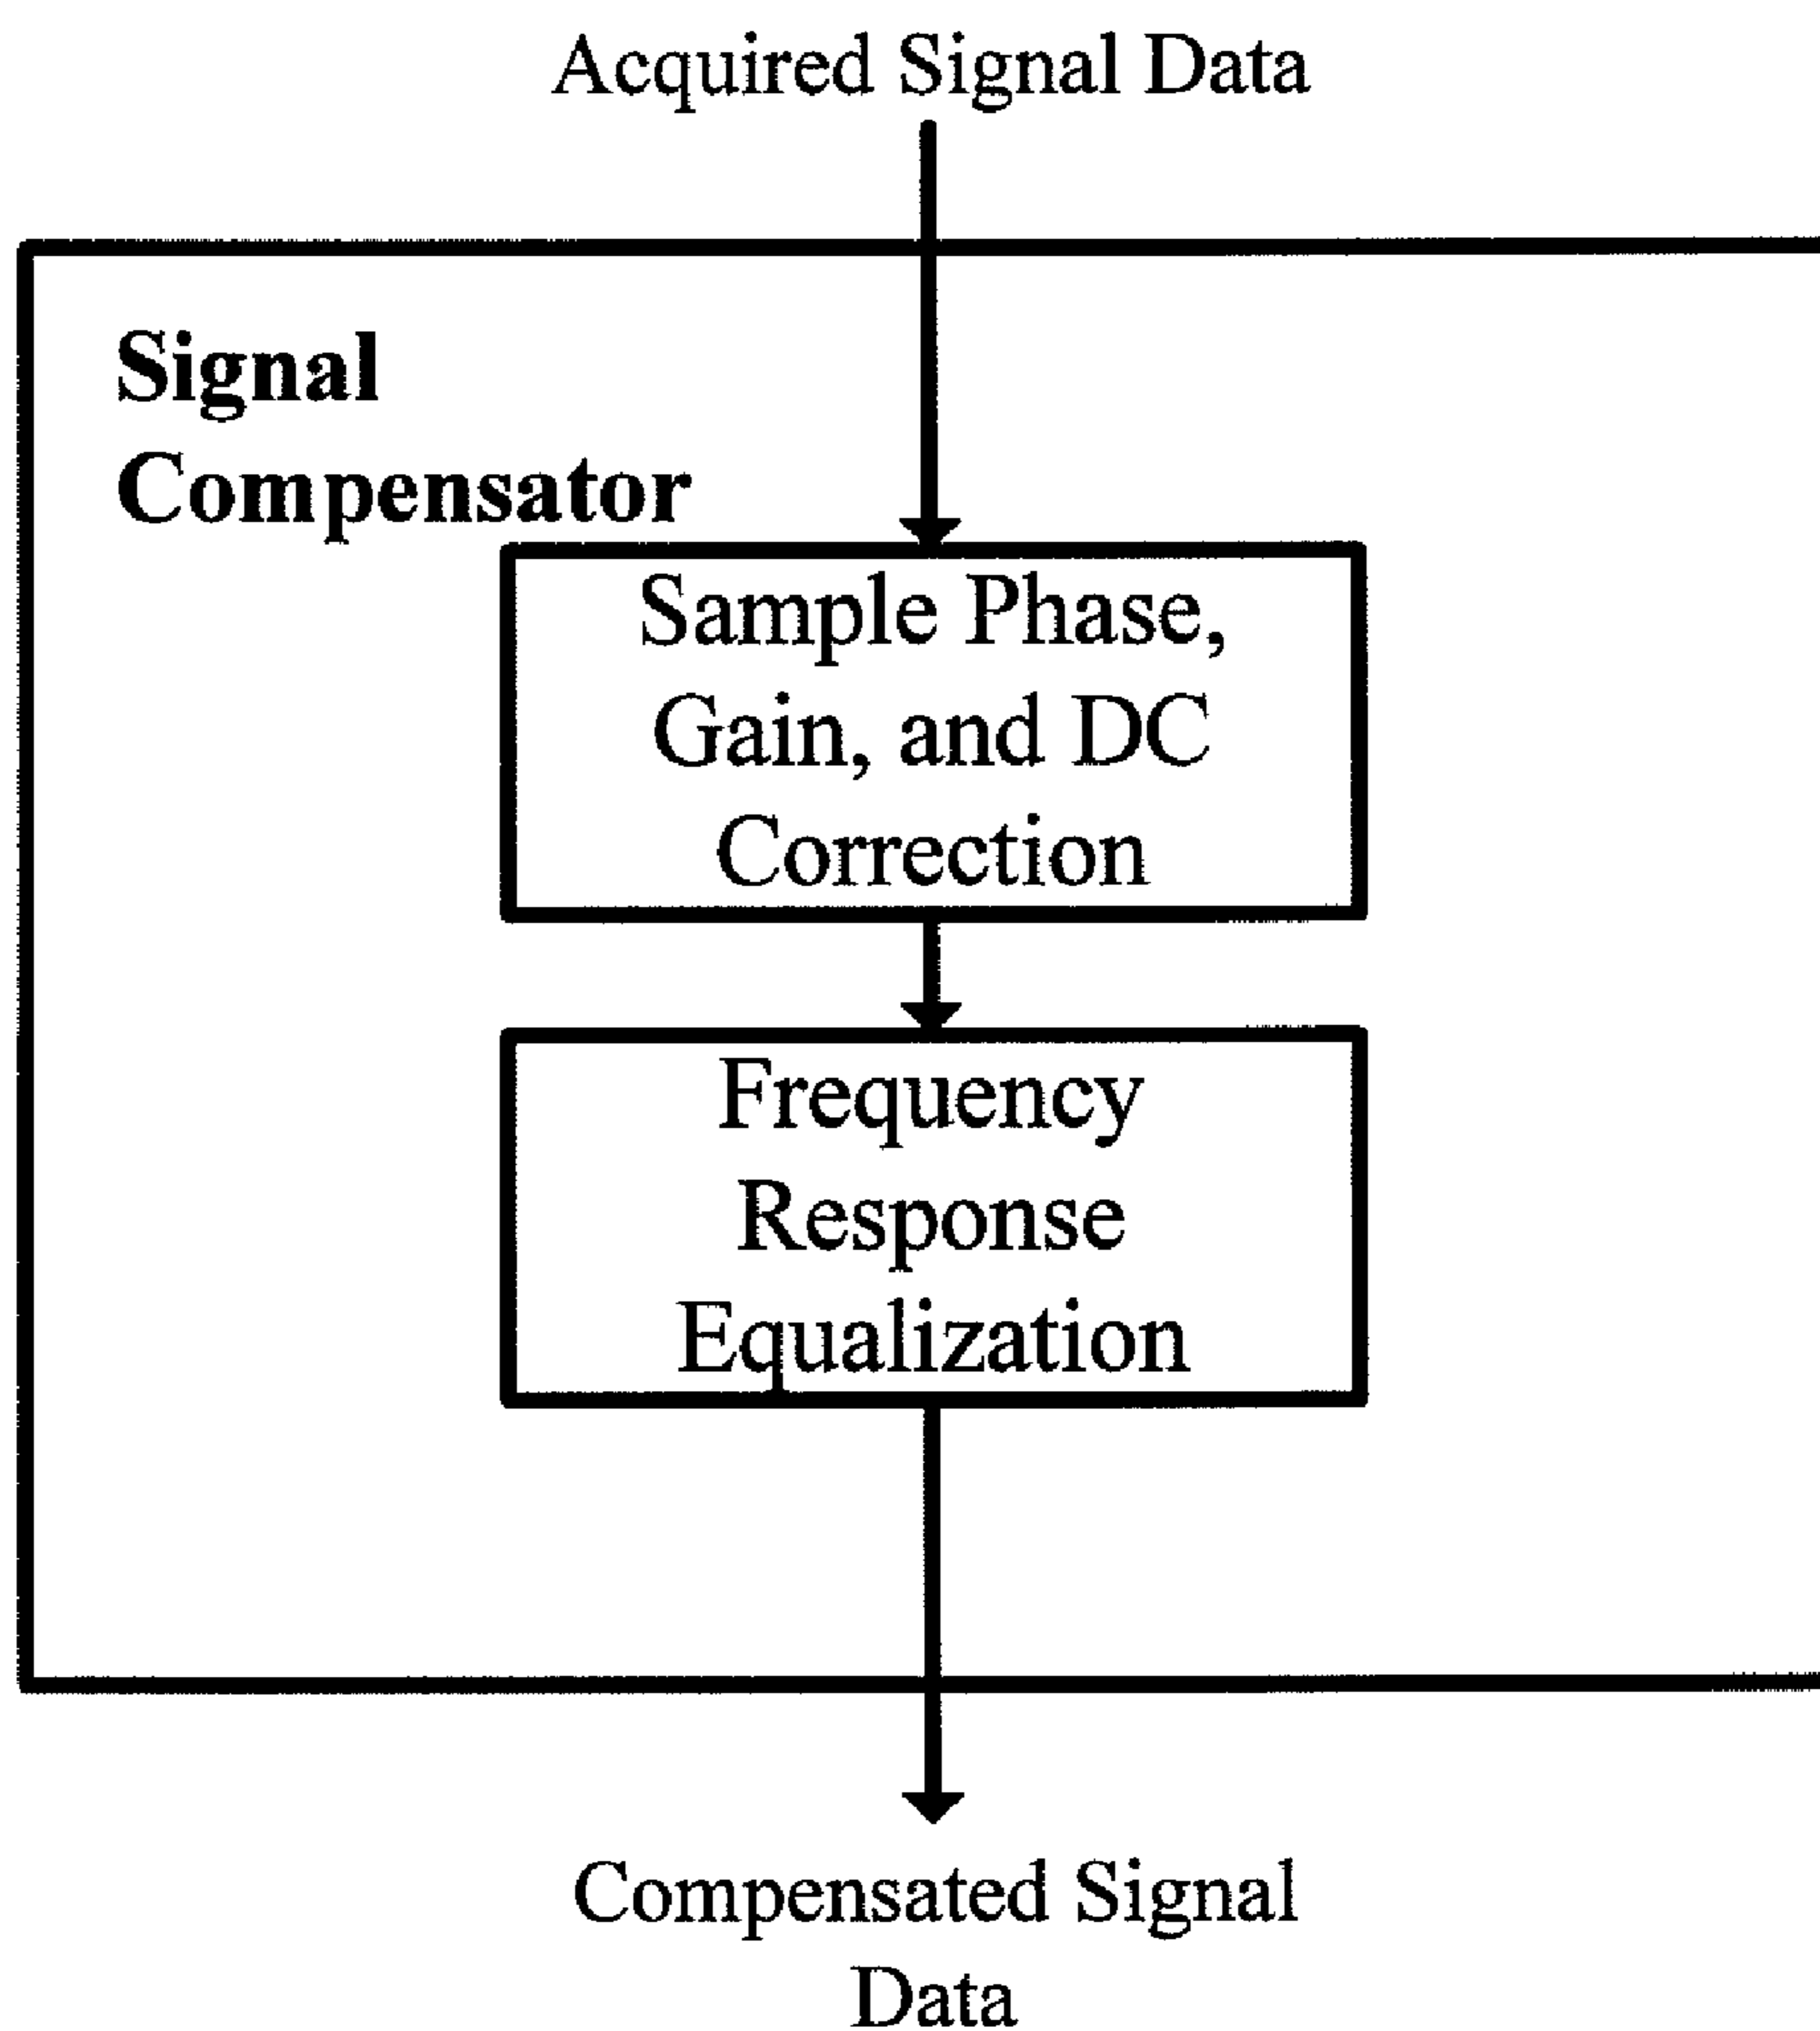 Acquired Signal Data
Signal
Compensator
Sample Phase,
Gain, and DC
Correction
Frequency
Response
Equalization
Compensated Signal
Data